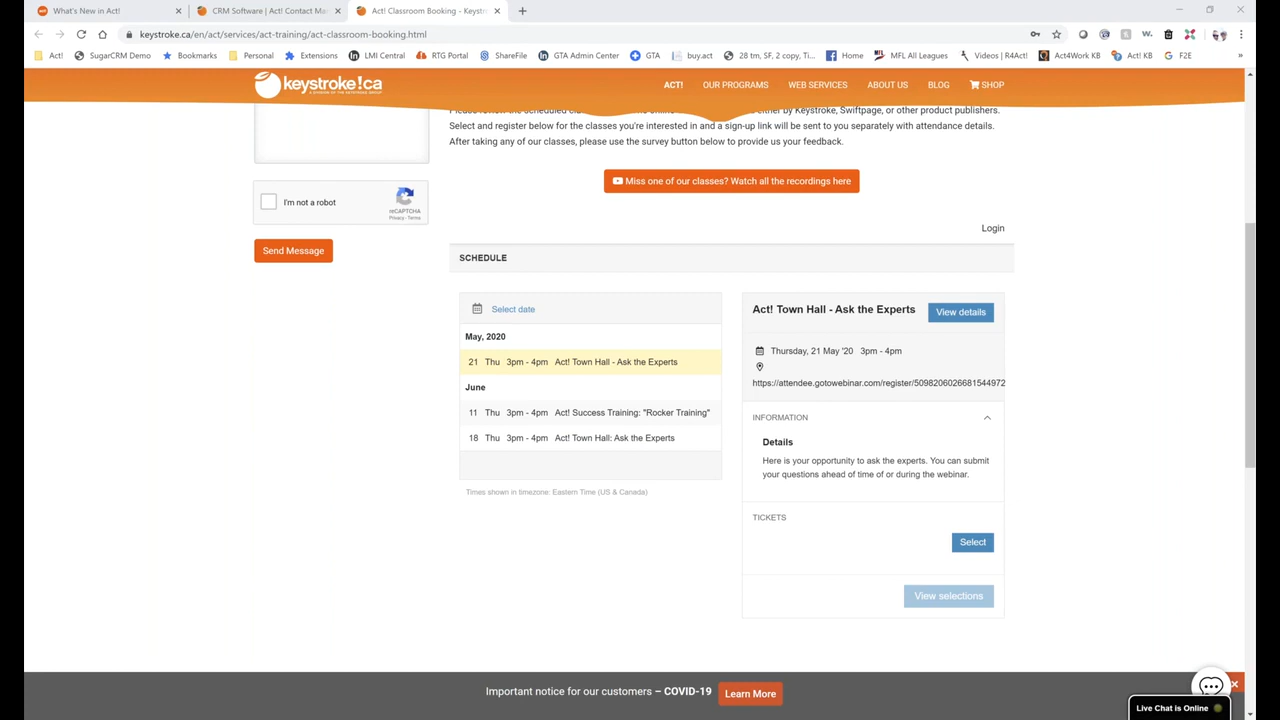 What's New in Act!
CRM Software | Act! Contact Ma
Act! Classroom Booking - Keystr
keystroke.ca/en/act/services/act-training/act-classroom-booking.html
Act! SugarCRM Demo Bookmarks Personal Extensions LMI Central RTG Portal ShareFile GTA Admin Center GTA buy.act 28 tm, SF, 2 copy, Ti... Home MFL All Leagues Videos | R4Act! Act4Work KB Act! KB F2E »
keystroke!ca
A DIVISION OF THE KEYSTROKE GROUP
ACT! OUR PROGRAMS WEB SERVICES ABOUT US BLOG SHOP
either by Keystroke, Swiftpage, or other product publishers.
Select and register below for the classes you're interested in and a sign-up link will be sent to you separately with attendance details.
After taking any of our classes, please use the survey button below to provide us your feedback.
Miss one of our classes? Watch all the recordings here
I'm not a robot
reCAPTCHA
Privacy - Terms
Send Message
Login
SCHEDULE
Select date
May, 2020
21 Thu 3pm - 4pm Act! Town Hall - Ask the Experts
June
11 Thu 3pm - 4pm Act! Success Training: "Rocker Training"
18 Thu 3pm - 4pm Act! Town Hall: Ask the Experts
Times shown in timezone: Eastern Time (US & Canada)
Act! Town Hall - Ask the Experts
View details
Thursday, 21 May '20 3pm - 4pm
https://attendee.gotowebinar.com/register/5098206026681544972
INFORMATION
Details
Here is your opportunity to ask the experts. You can submit
your questions ahead of time of or during the webinar.
TICKETS
Select
View selections
Important notice for our customers – COVID-19
Learn More
Live Chat is Online